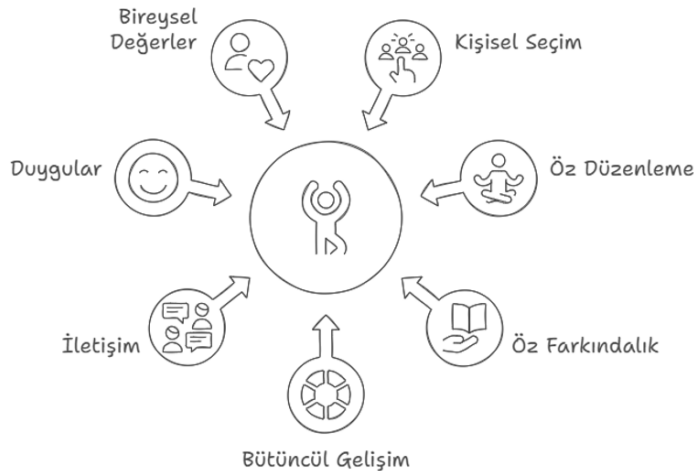 Bireysel
Değerler
Kişisel Seçim
Duygular
Öz Düzenleme
İletişim
Öz Farkındalık
Bütüncül Gelişim